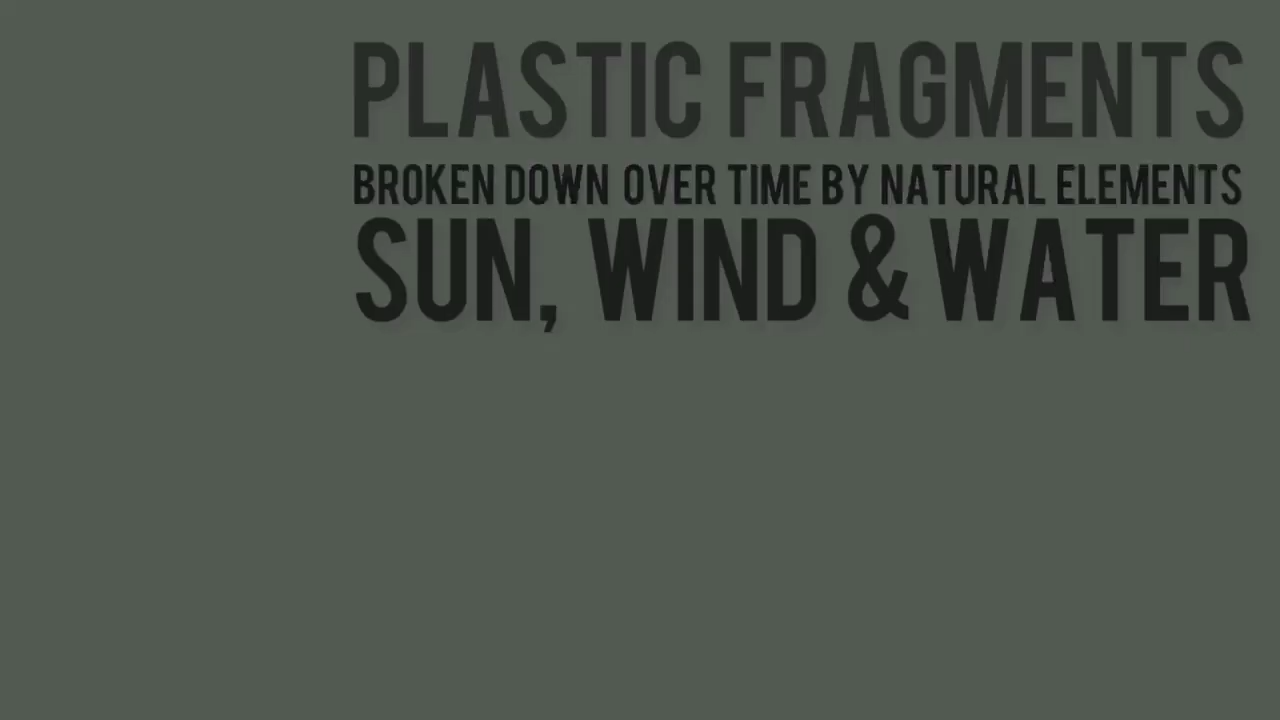 PLASTIC FRAGMENTS
BROKEN DOWN OVER TIME BY NATURAL ELEMENTS
SUN, WIND & WATER